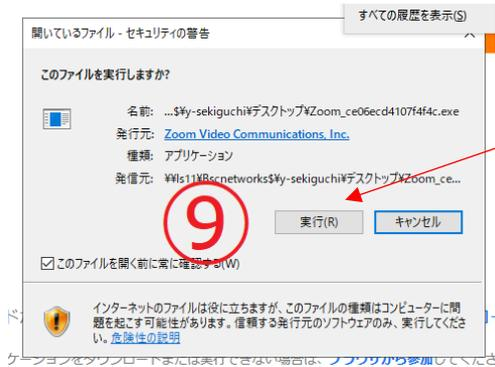 すべての履歴を表示(S)
開いているファイル - セキュリティの警告
このファイルを実行しますか?
名前: ...$¥y-sekiguchi¥デスクトップ¥Zoom_ce06ecd4107f4f4c.exe
発行元: Zoom Video Communications, Inc.
種類: アプリケーション
発信元: ¥¥ls11¥Bscnetworks$¥y-sekiguchi¥デスクトップ¥Zoom_ce...
9
実行(R)
キャンセル
このファイルを開く前に常に確認する(W)
インターネットのファイルは役に立ちますが、このファイルの種類はコンピューターに問
題を起こす可能性があります。信頼する発行元のソフトウェアのみ、実行してくださ
い。危険性の説明
ケーションをダウンロードまたは実行できない場合は、ブラウザから参加してくださ